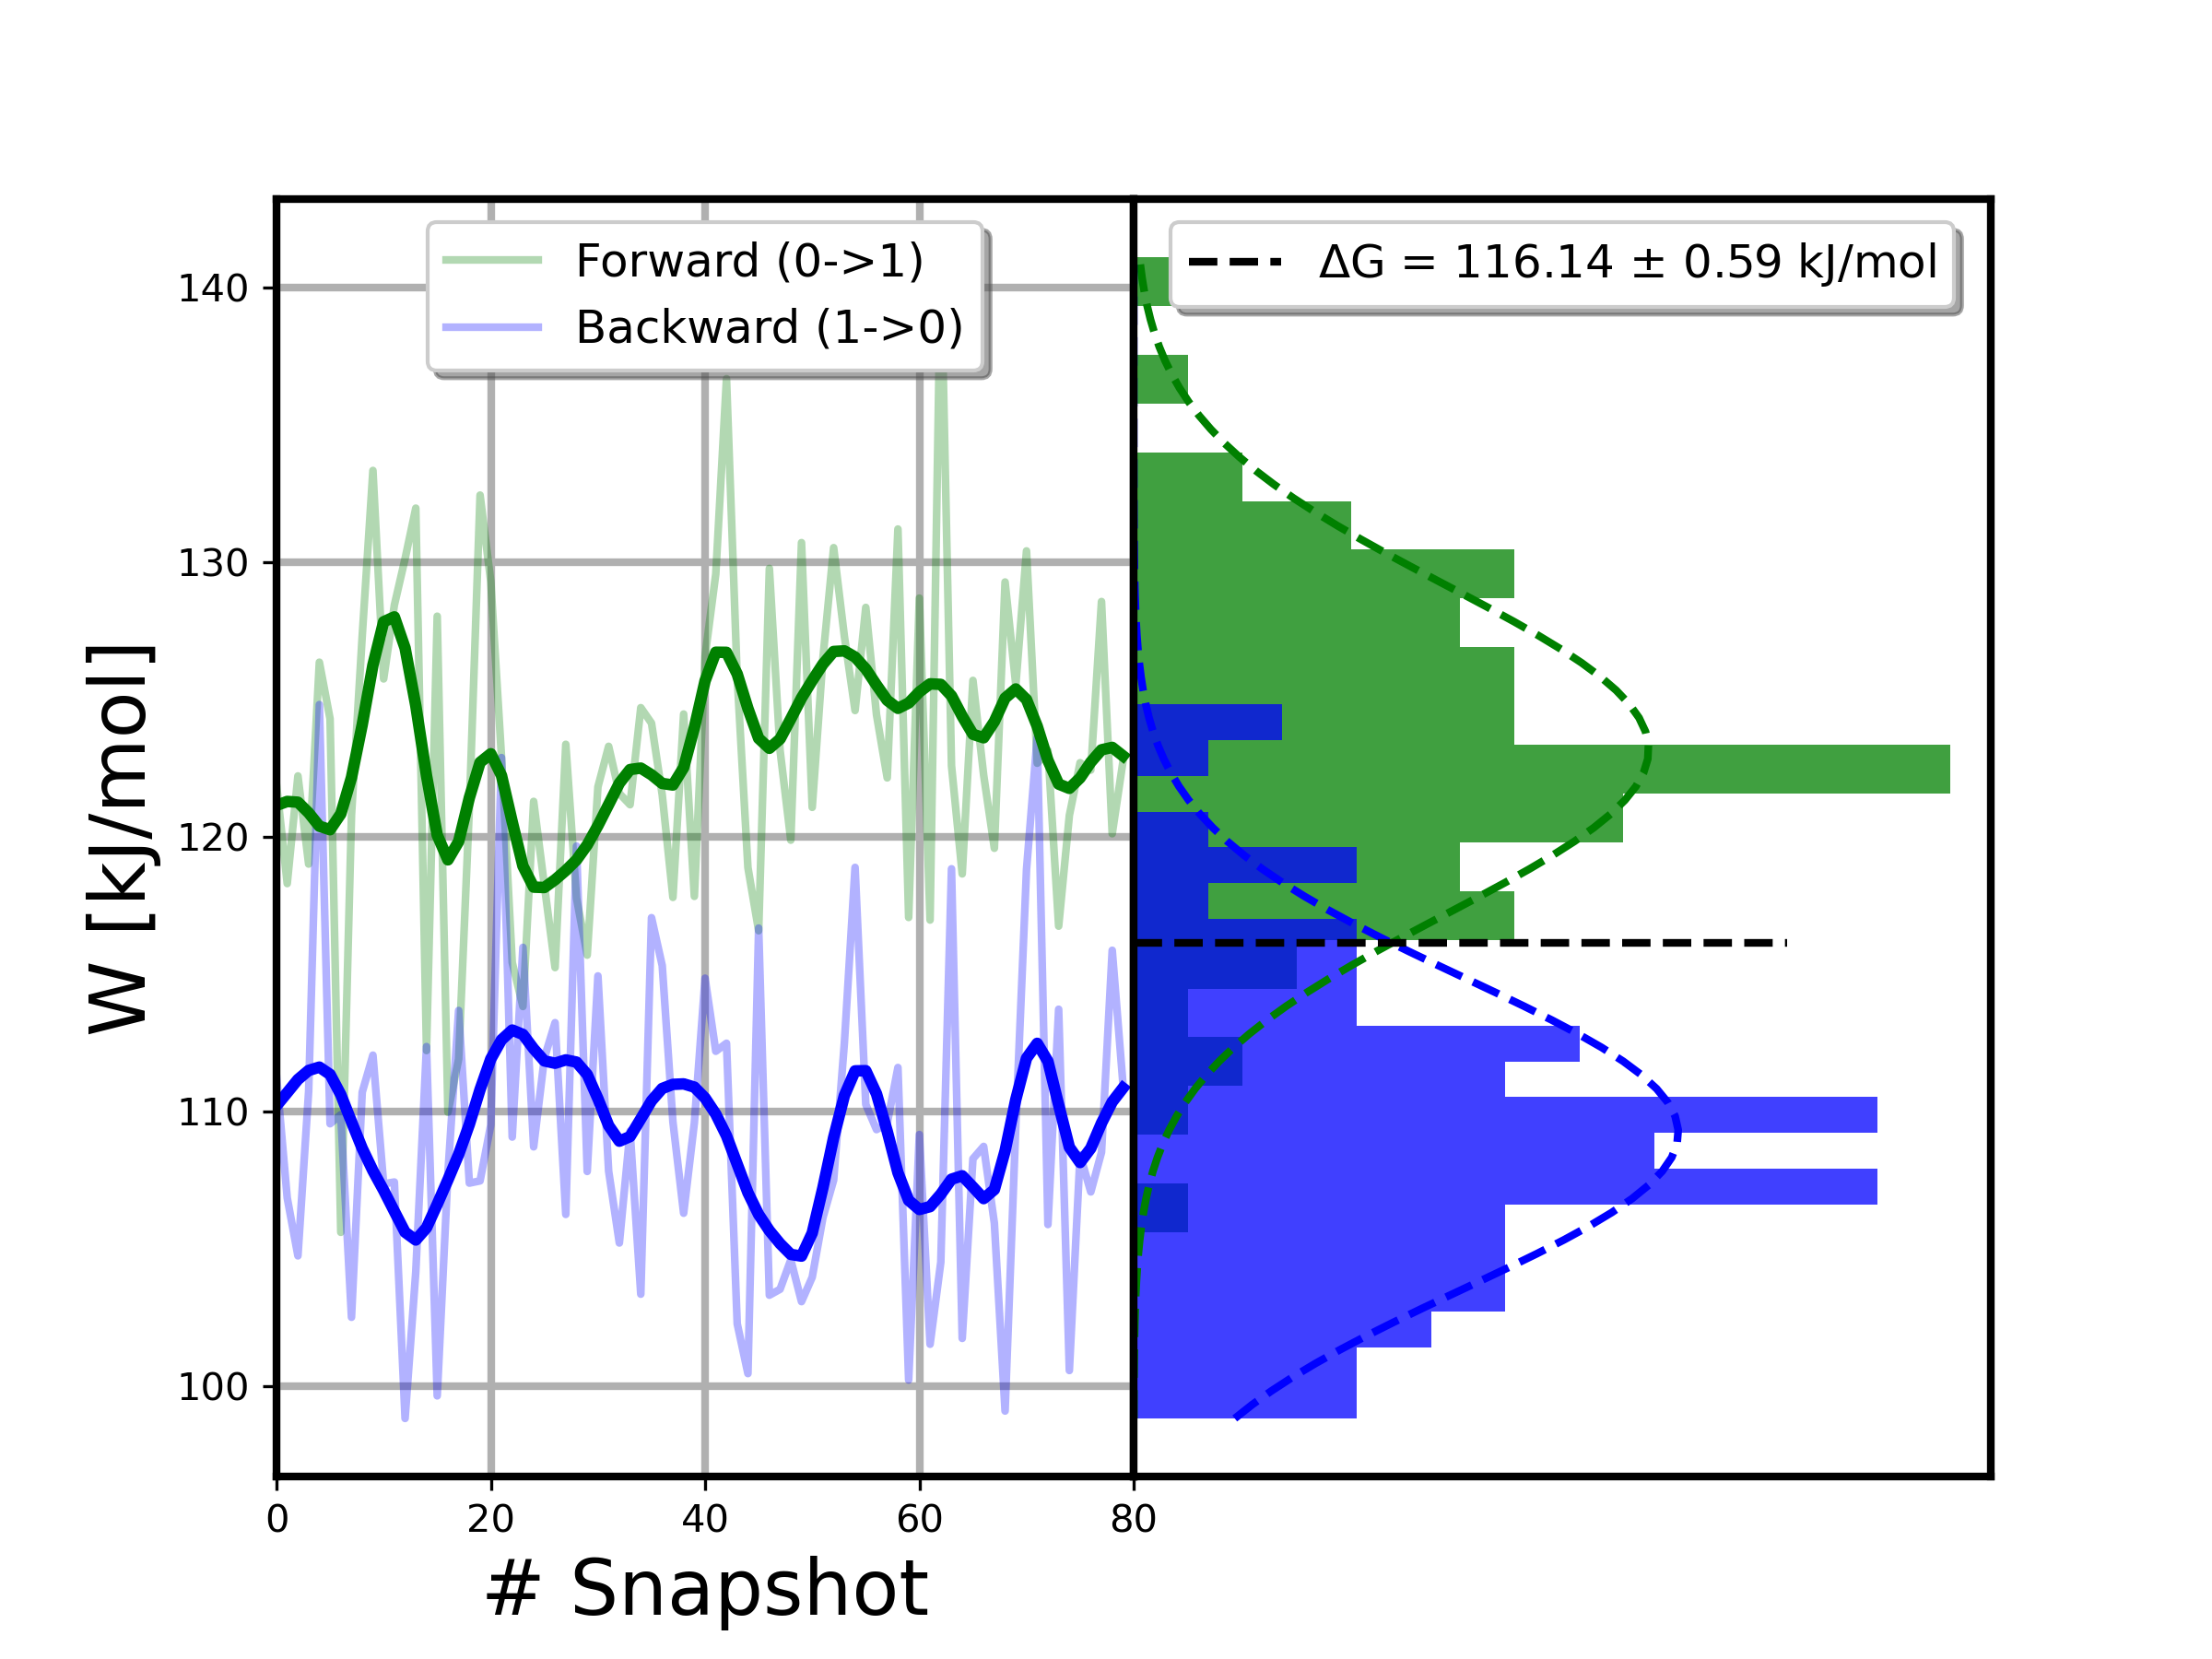 Forward (0->1)
Backward (1->0)
ΔG = 116.14 ± 0.59 kJ/mol
140
130
120
110
100
W [kJ/mol]
0
20
40
60
80
# Snapshot